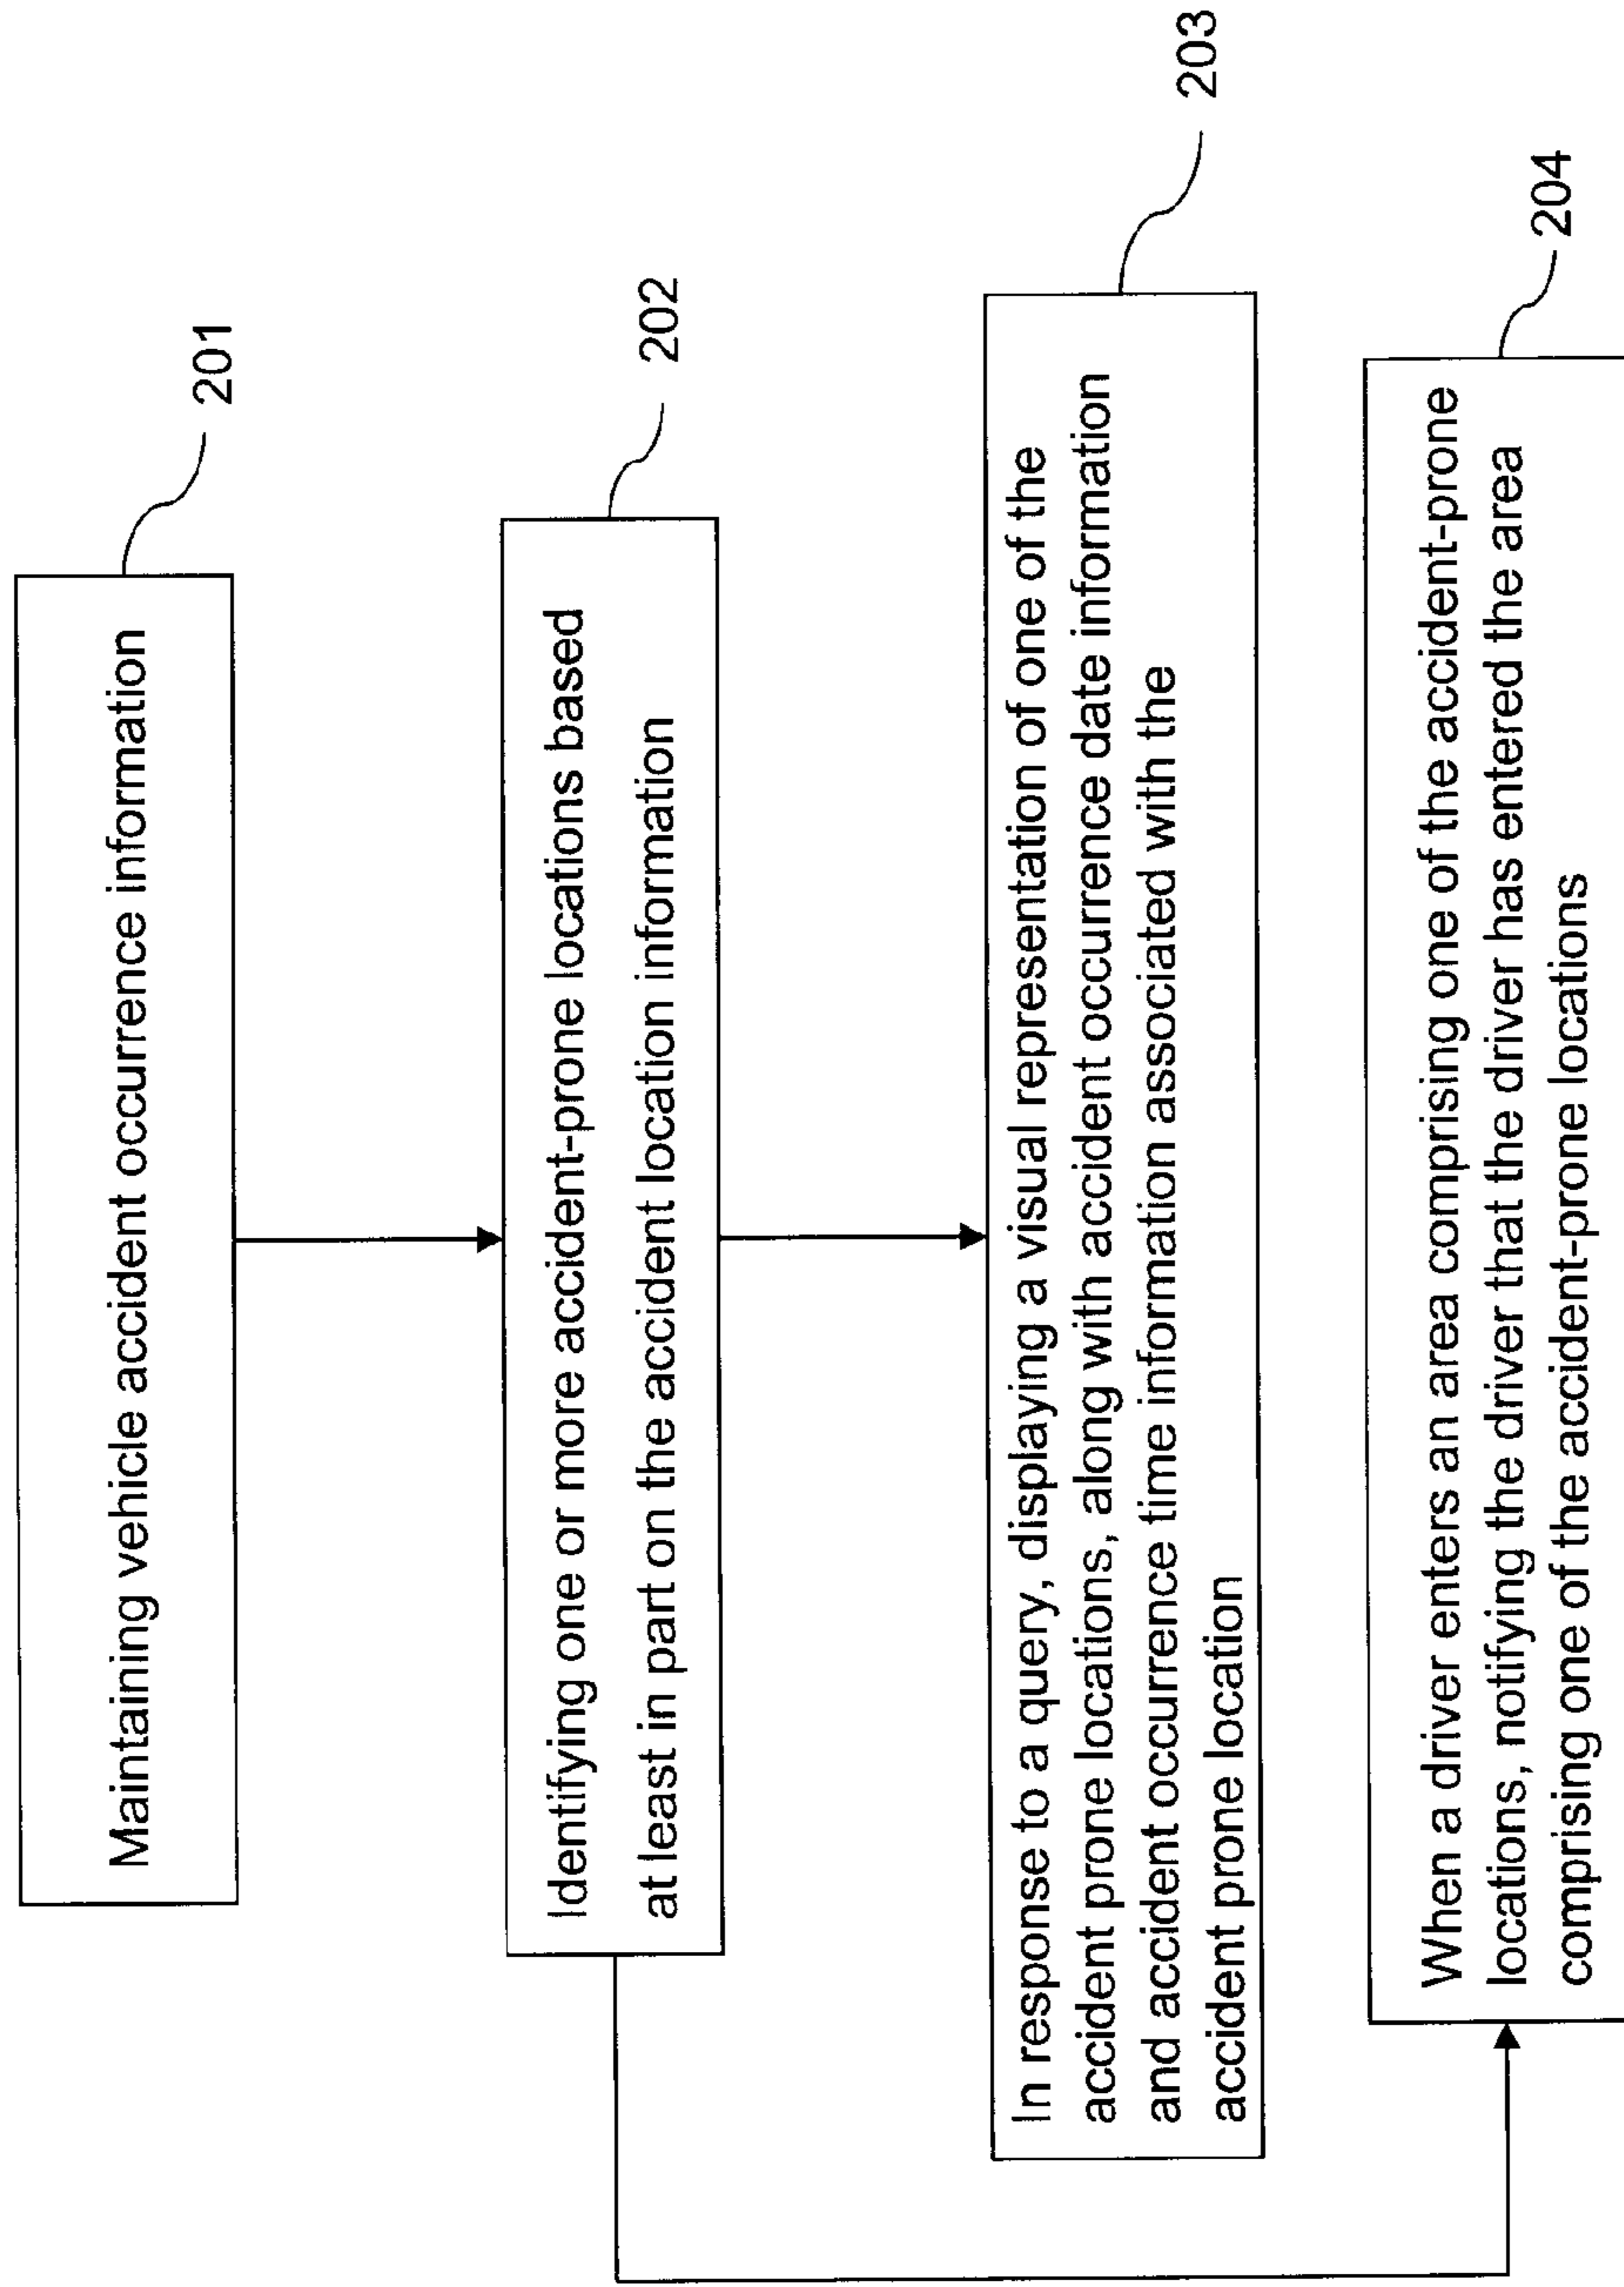 Maintaining vehicle accident occurrence information
201
Identifying one or more accident-prone locations based
at least in part on the accident location information
202
In response to a query, displaying a visual representation of one of the
accident prone locations, along with accident occurrence date information
and accident occurrence time information associated with the
accident prone location
203
When a driver enters an area comprising one of the accident-prone
locations, notifying the driver that the driver has entered the area
comprising one of the accident-prone locations
204